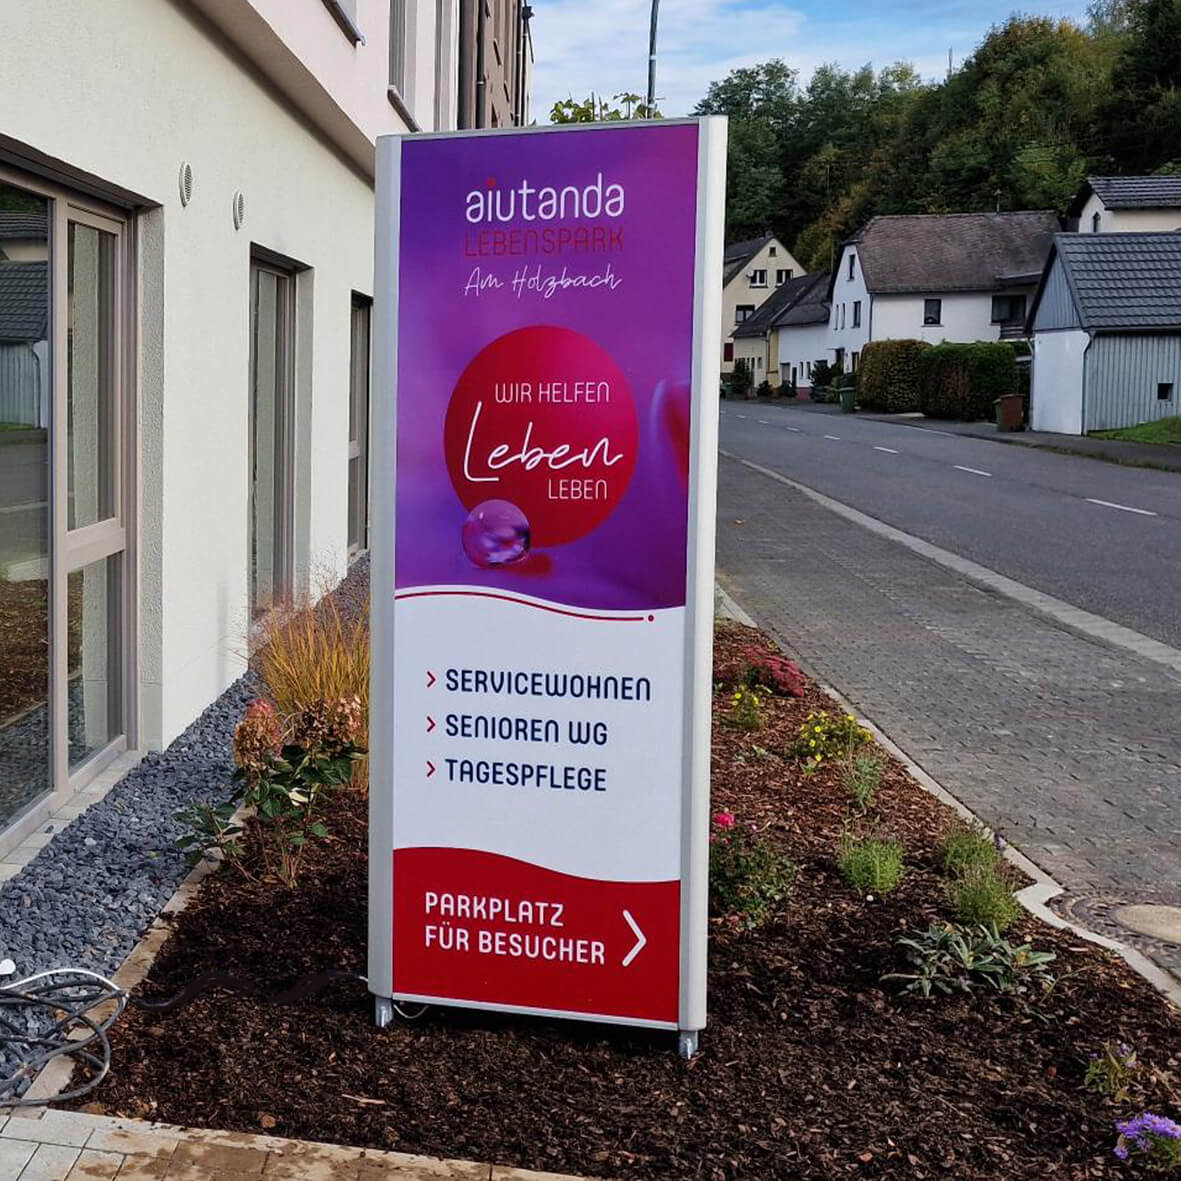 aiutanda
LEBENSPARK
Am Holzbach
WIR HELFEN
Leben
LEBEN
> SERVICEWOHNEN
> SENIOREN WG
> TAGESPFLEGE
PARKPLATZ
FÜR BESUCHER >